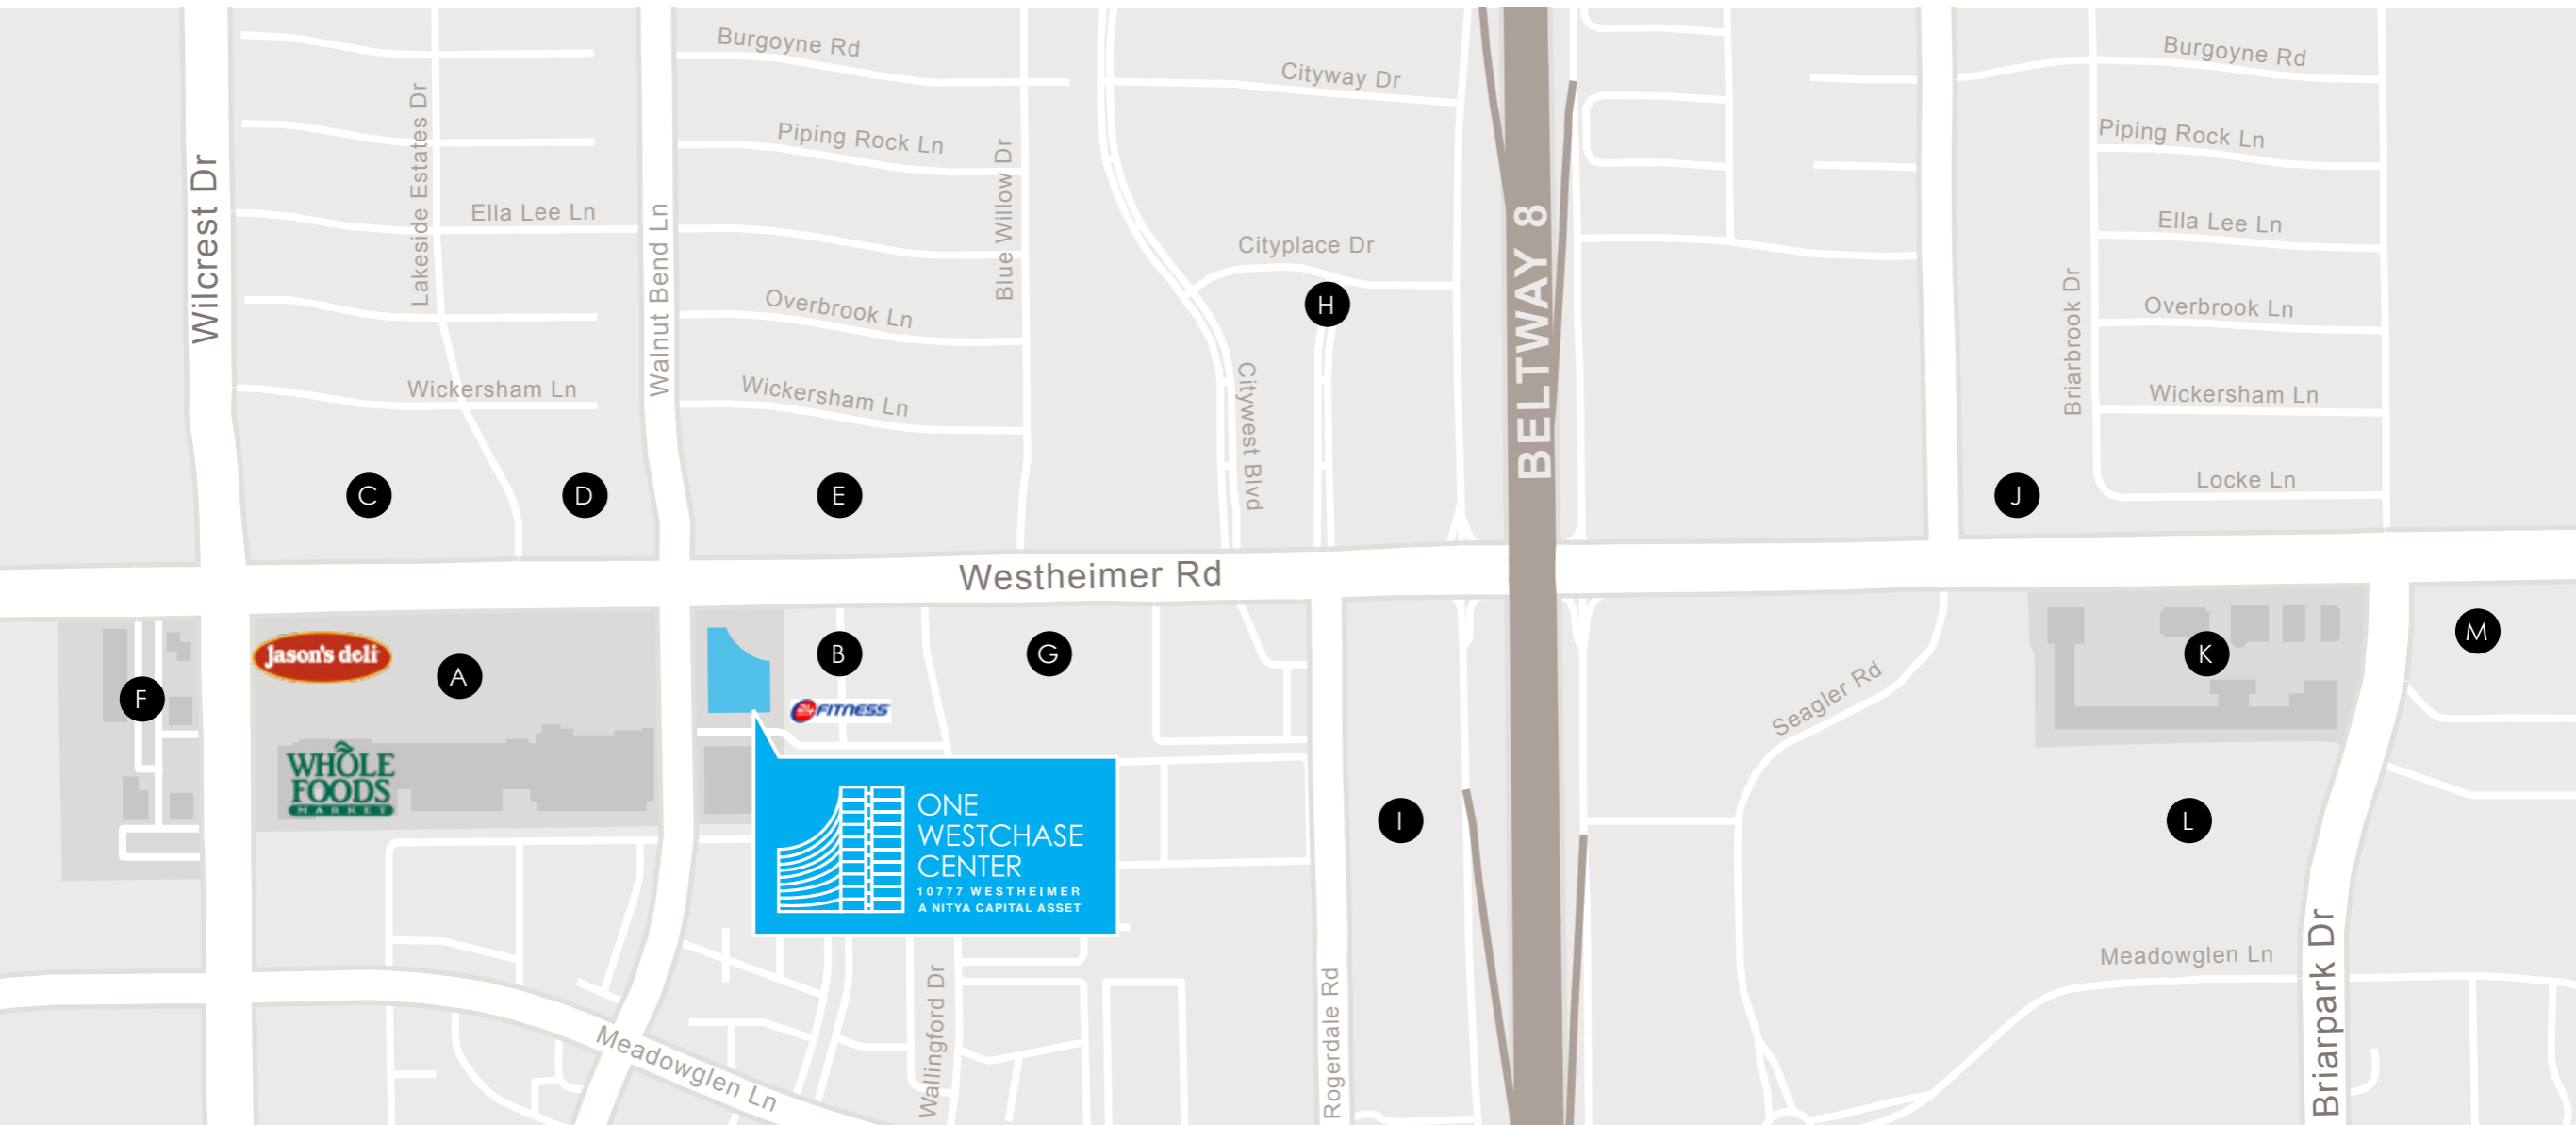 Burgoyne Rd
Cityway Dr
Burgoyne Rd
Piping Rock Ln
Piping Rock Ln
Lakeside Estates Dr
Blue Willow Dr
Wilcrest Dr
Ella Lee Ln
Walnut Bend Ln
Cityplace Dr
BELTWAY 8
Ella Lee Ln
Overbrook Ln
H
Overbrook Ln
Briarbrook Dr
Wickersham Ln
Wickersham Ln
Citywest Blvd
Wickersham Ln
Locke Ln
C
D
E
J
Westheimer Rd
Jason's deli
A
B
G
K
M
F
24 FITNESS
Seagler Rd
WHOLE
FOODS
MARKET
ONE
WESTCHASE
CENTER
10777 WESTHEIMER
A NITYA CAPITAL ASSET
I
L
Meadowglen Ln
Briarpark Dr
Rogerdale Rd
Wallingford Dr
Meadowglen Ln